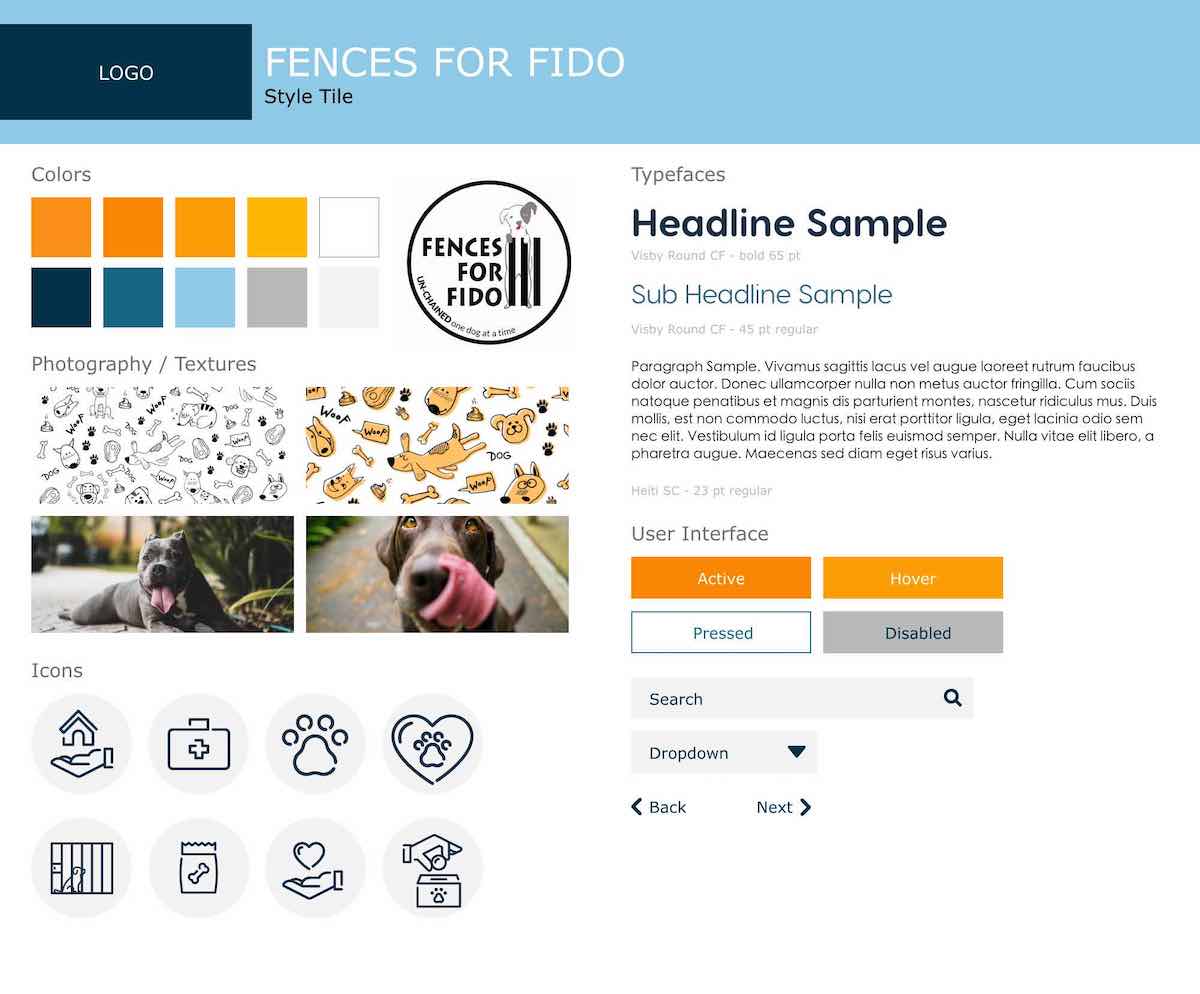 LOGO
FENCES FOR FIDO
Style Tile
Colors
FENCES
FOR
FIDO
UN-CHAINED one dog at a time
Photography / Textures
Woof
Woof
Woof
DOG
Woof
DOG
Woof
Woof
DOG
Woof
DOG
Icons
Typefaces
Headline Sample
Visby Round CF - bold 65 pt
Sub Headline Sample
Visby Round CF - 45 pt regular
Paragraph Sample. Vivamus sagittis lacus vel augue laoreet rutrum faucibus
dolor auctor. Donec ullamcorper nulla non metus auctor fringilla. Cum sociis
natoque penatibus et magnis dis parturient montes, nascetur ridiculus mus. Duis
mollis, est non commodo luctus, nisi erat porttitor ligula, eget lacinia odio sem
nec elit. Vestibulum id ligula porta felis euismod semper. Nulla vitae elit libero, a
pharetra augue. Maecenas sed diam eget risus varius.
Heiti SC - 23 pt regular
User Interface
Active
Hover
Pressed
Disabled
Search
Dropdown
Back
Next